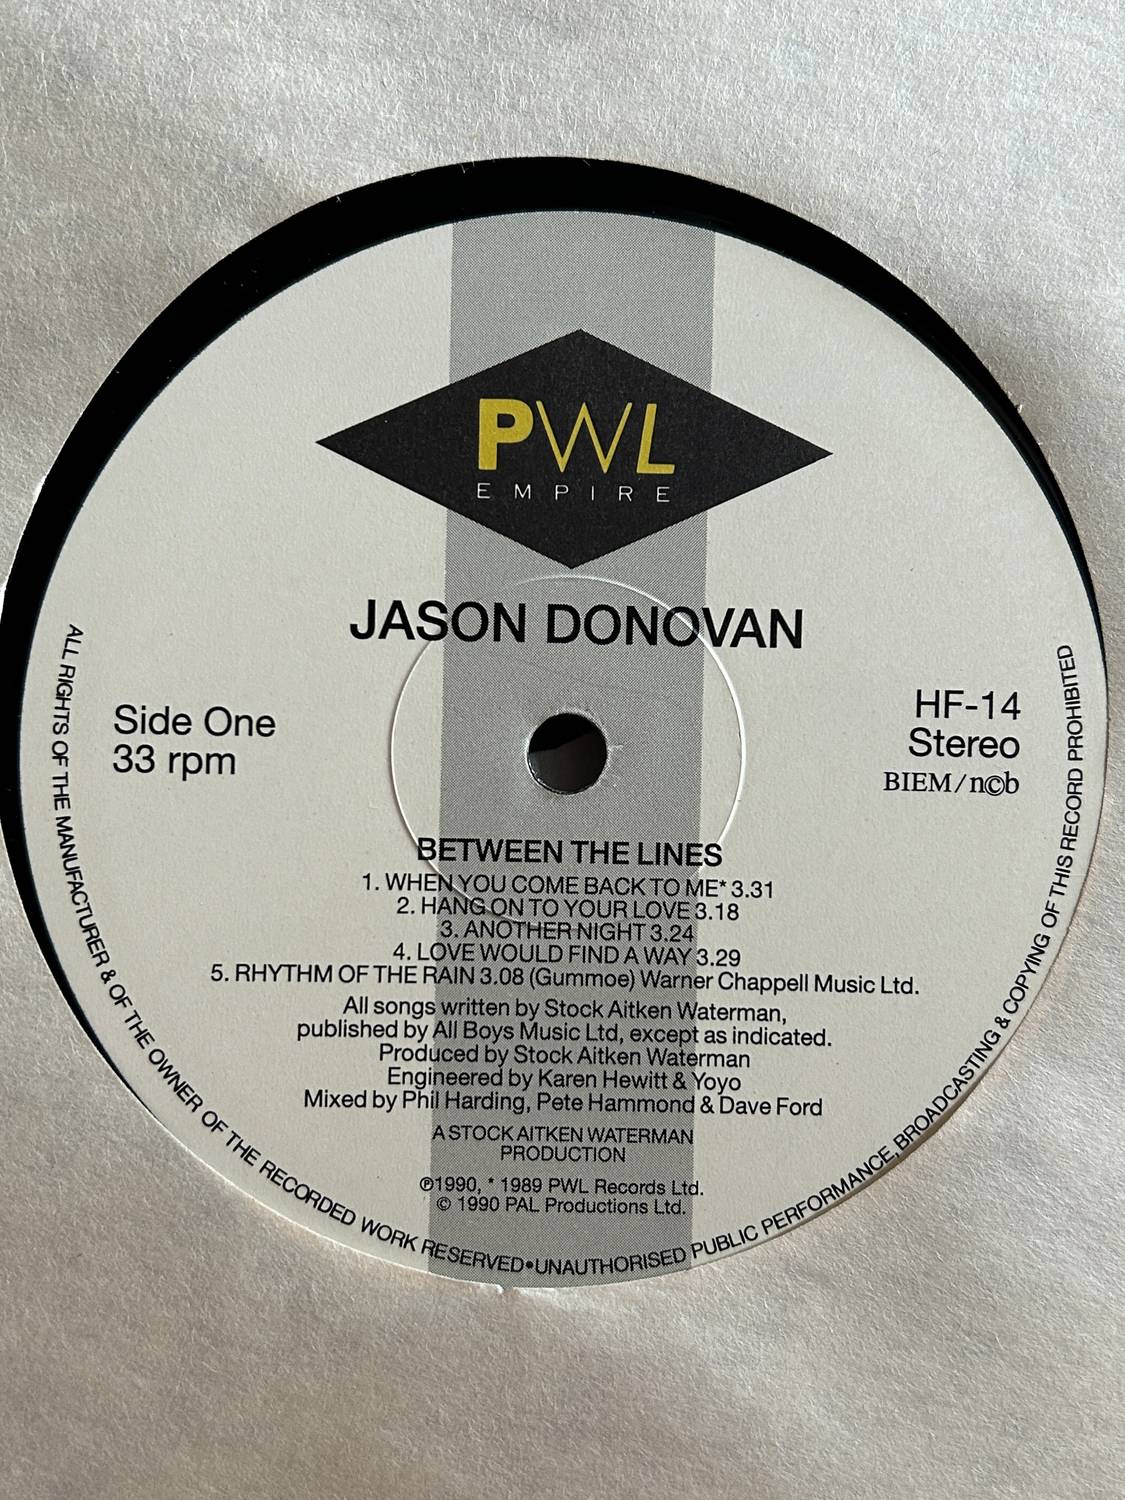 PWL
EMPIRE
JASON DONOVAN
Side One
33 rpm
HF-14
Stereo
BIEM/n©b
BETWEEN THE LINES
1. WHEN YOU COME BACK TO ME* 3.31
2. HANG ON TO YOUR LOVE 3.18
3. ANOTHER NIGHT 3.24
4. LOVE WOULD FIND A WAY 3.29
5. RHYTHM OF THE RAIN 3.08 (Gummoe) Warner Chappell Music Ltd.
All songs written by Stock Aitken Waterman,
published by All Boys Music Ltd, except as indicated.
Produced by Stock Aitken Waterman
Engineered by Karen Hewitt & Yoyo
Mixed by Phil Harding, Pete Hammond & Dave Ford
A STOCK AITKEN WATERMAN
PRODUCTION
℗1990, * 1989 PWL Records Ltd.
© 1990 PAL Productions Ltd.
ALL RIGHTS OF THE MANUFACTURER & OF THE OWNER OF THE RECORDED WORK RESERVED•UNAUTHORISED PUBLIC PERFORMANCE, BROADCASTING & COPYING OF THIS RECORD PROHIBITED